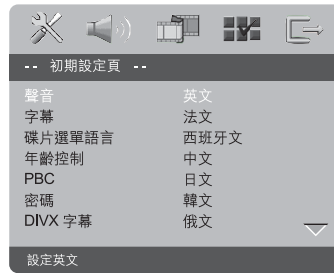 -- 初期設定頁 --
聲音 英文
字幕 法文
碟片選單語言 西班牙文
年齡控制 中文
PBC 日文
密碼 韓文
DIVX 字幕 俄文
設定英文